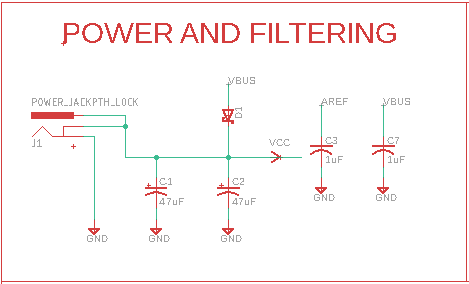 POWER AND FILTERING
VBUS
POWER_JACKPTH_LOCK
AREF
VBUS
D1
J1
VCC
C3
1uF
C7
1uF
C1
47uF
C2
47uF
GND
GND
GND
GND
GND